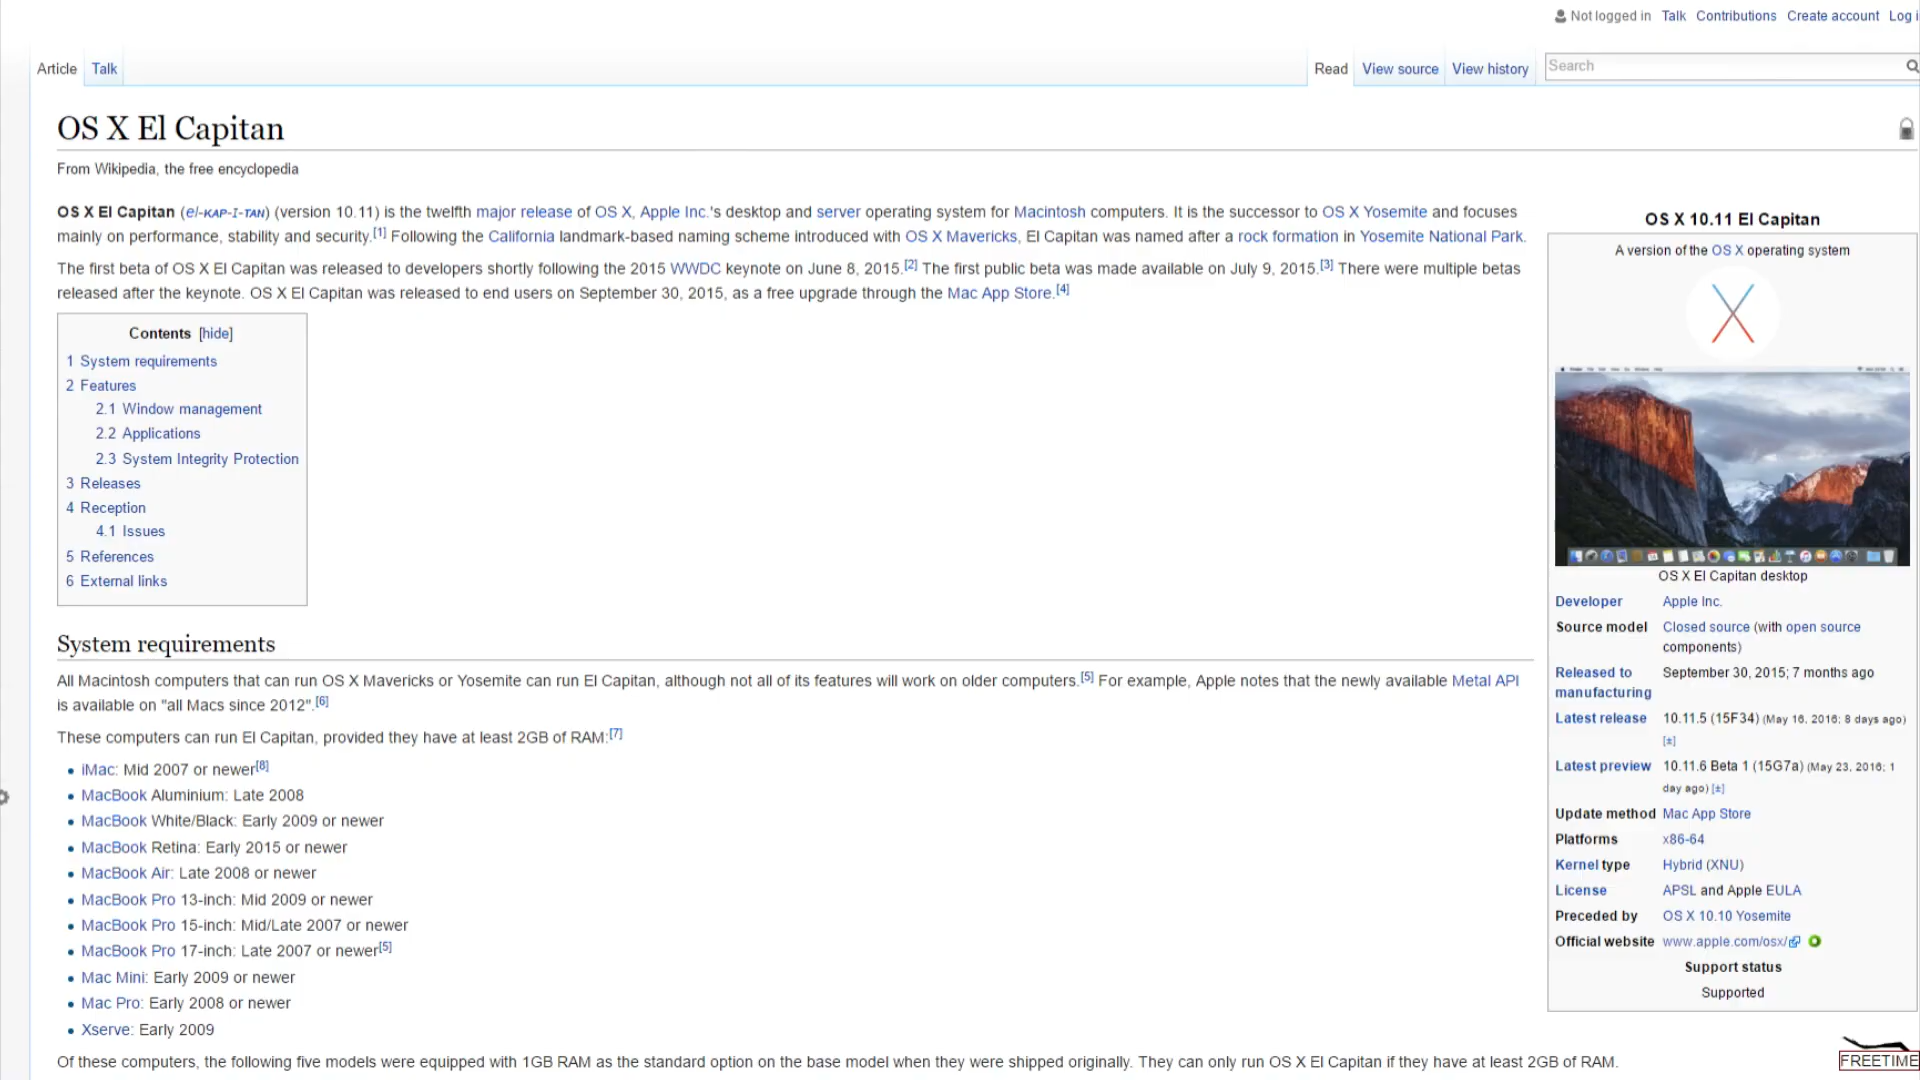 Not logged in Talk Contributions Create account Log i
Article Talk Read View source View history Search
OS X El Capitan
From Wikipedia, the free encyclopedia
OS X El Capitan (el-KAP-I-TAN) (version 10.11) is the twelfth major release of OS X, Apple Inc.'s desktop and server operating system for Macintosh computers. It is the successor to OS X Yosemite and focuses
mainly on performance, stability and security.[1] Following the California landmark-based naming scheme introduced with OS X Mavericks, El Capitan was named after a rock formation in Yosemite National Park.
The first beta of OS X El Capitan was released to developers shortly following the 2015 WWDC keynote on June 8, 2015.[2] The first public beta was made available on July 9, 2015.[3] There were multiple betas
released after the keynote. OS X El Capitan was released to end users on September 30, 2015, as a free upgrade through the Mac App Store.[4]
Contents [hide]
1 System requirements
2 Features
2.1 Window management
2.2 Applications
2.3 System Integrity Protection
3 Releases
4 Reception
4.1 Issues
5 References
6 External links
System requirements
All Macintosh computers that can run OS X Mavericks or Yosemite can run El Capitan, although not all of its features will work on older computers.[5] For example, Apple notes that the newly available Metal API
is available on "all Macs since 2012".[6]
These computers can run El Capitan, provided they have at least 2GB of RAM:[7]
iMac: Mid 2007 or newer[8]
MacBook Aluminium: Late 2008
MacBook White/Black: Early 2009 or newer
MacBook Retina: Early 2015 or newer
MacBook Air: Late 2008 or newer
MacBook Pro 13-inch: Mid 2009 or newer
MacBook Pro 15-inch: Mid/Late 2007 or newer
MacBook Pro 17-inch: Late 2007 or newer[5]
Mac Mini: Early 2009 or newer
Mac Pro: Early 2008 or newer
Xserve: Early 2009
Of these computers, the following five models were equipped with 1GB RAM as the standard option on the base model when they were shipped originally. They can only run OS X El Capitan if they have at least 2GB of RAM.
OS X 10.11 El Capitan
A version of the OS X operating system
OS X El Capitan desktop
Developer Apple Inc.
Source model Closed source (with open source
components)
Released to September 30, 2015; 7 months ago
manufacturing
Latest release 10.11.5 (15F34) (May 16, 2016; 8 days ago)
[±]
Latest preview 10.11.6 Beta 1 (15G7a) (May 23, 2016; 1
day ago) [±]
Update method Mac App Store
Platforms x86-64
Kernel type Hybrid (XNU)
License APSL and Apple EULA
Preceded by OS X 10.10 Yosemite
Official website www.apple.com/osx/
Support status
Supported
FREETIME